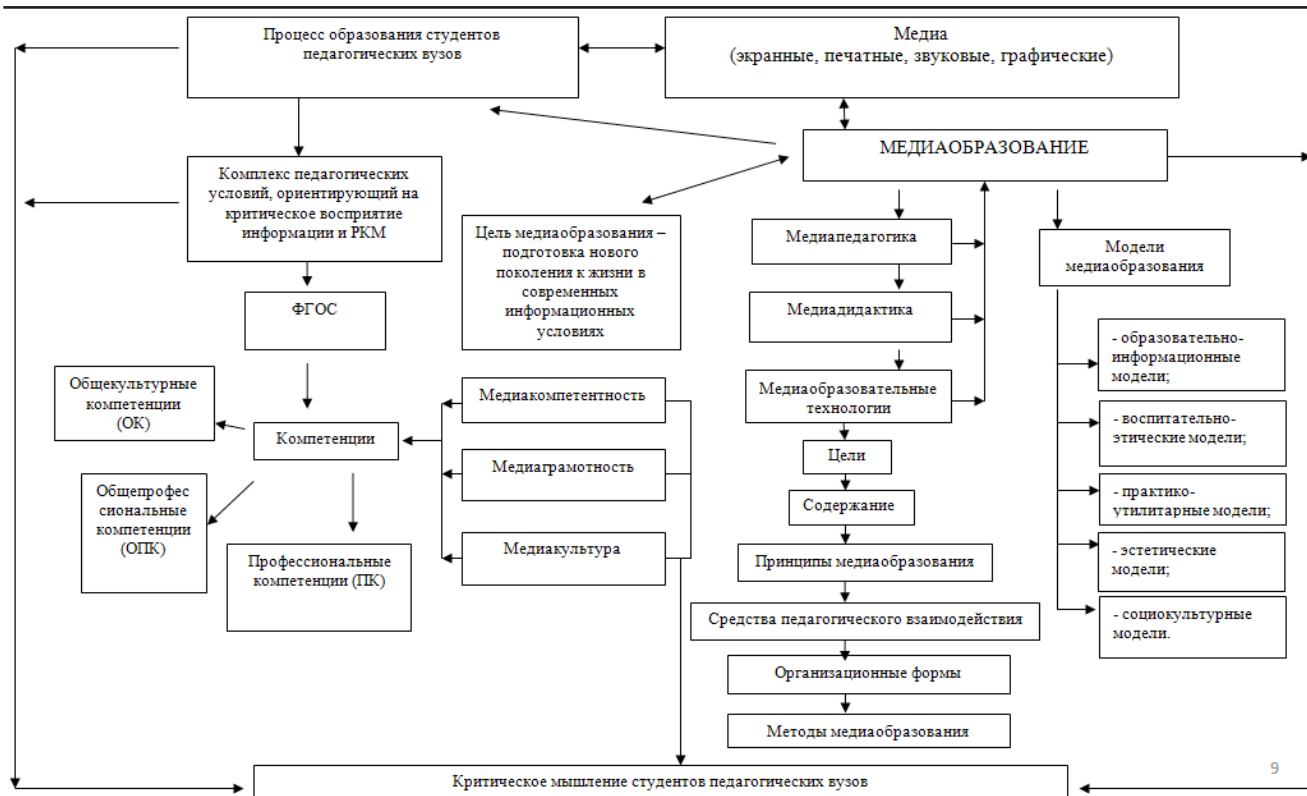 Процесс образования студентов
педагогических вузов
Медиа
(экранные, печатные, звуковые, графические)
МЕДИАОБРАЗОВАНИЕ
Комплекс педагогических
условий, ориентирующий на
критическое восприятие
информации и РКМ
Цель медиаобразования –
подготовка нового
поколения к жизни в
современных
информационных
условиях
Медиапедагогика
Модели
медиаобразования
ФГОС
Медиадидактика
- образовательно-
информационные
модели;
Общекультурные
компетенции
(ОК)
Медиакомпетентность
Медиаобразовательные
технологии
- воспитательно-
этические модели;
Компетенции
Медиаграмотность
Цели
Общепрофес
сиональные
компетенции
(ОПК)
Содержание
- практико-
утилитарные модели;
Профессиональные
компетенции (ПК)
Медиакультура
Принципы медиаобразования
- эстетические
модели;
Средства педагогического взаимодействия
- социокультурные
модели.
Организационные формы
Методы медиаобразования
Критическое мышление студентов педагогических вузов
9